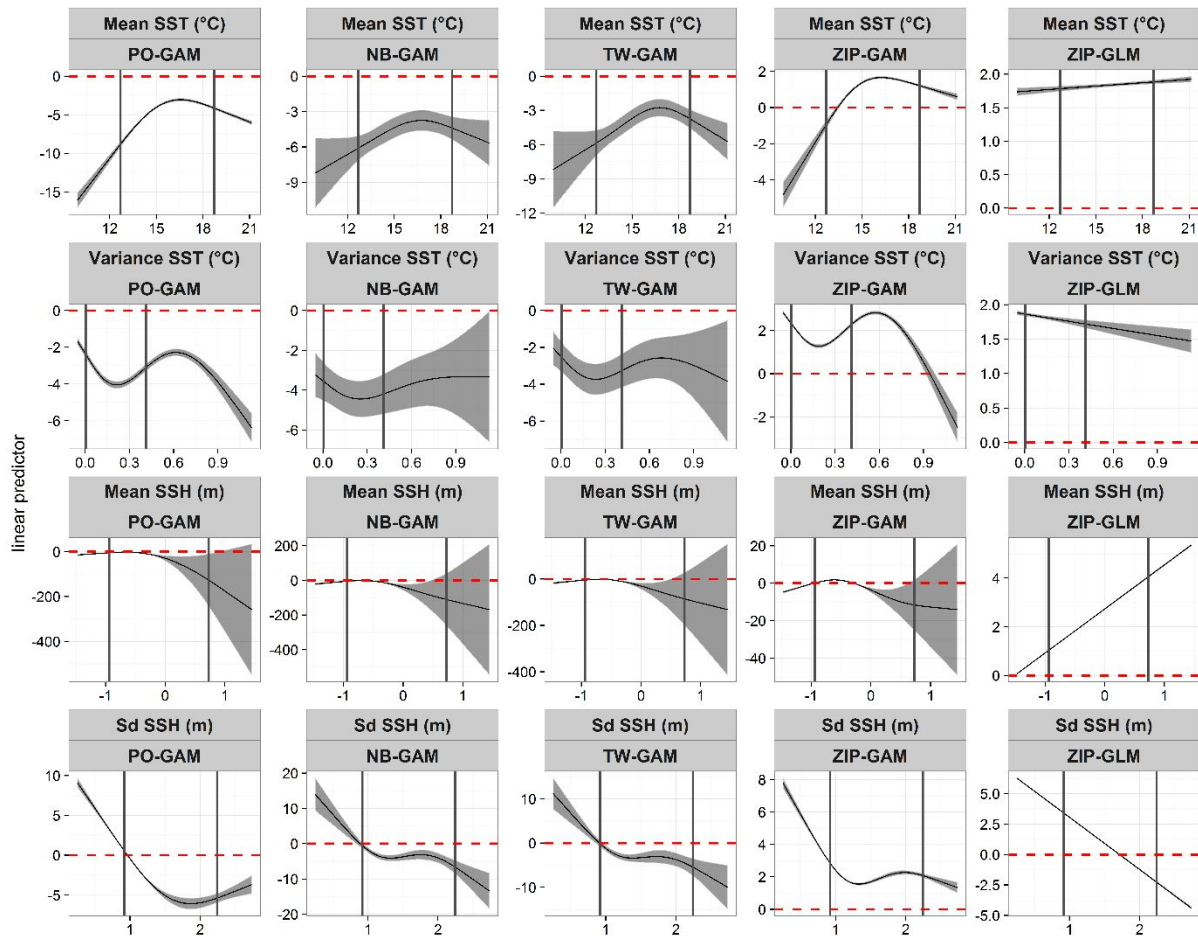 Mean SST (°C) Mean SST (°C) Mean SST (°C) Mean SST (°C) Mean SST (°C)
PO-GAM NB-GAM TW-GAM ZIP-GAM ZIP-GLM
0 0 0 2 2.0
-5 -3 -3 0 1.5
-10 -6 -6 -2 1.0
-15 -9 -9 -4 0.5
-12 0.0
12 15 18 21 12 15 18 21 12 15 18 21 12 15 18 21 12 15 18 21
Variance SST (°C) Variance SST (°C) Variance SST (°C) Variance SST (°C) Variance SST (°C)
PO-GAM NB-GAM TW-GAM ZIP-GAM ZIP-GLM
0 0 0 2 2.0
-2 -2 -2 0 1.5
-4 -4 -4 -2 1.0
-6 -6 -6 0.5
0.0
0.0 0.3 0.6 0.9 0.0 0.3 0.6 0.9 0.0 0.3 0.6 0.9 0.0 0.3 0.6 0.9 0.0 0.3 0.6 0.9
linear predictor
Mean SSH (m) Mean SSH (m) Mean SSH (m) Mean SSH (m) Mean SSH (m)
PO-GAM NB-GAM TW-GAM ZIP-GAM ZIP-GLM
0 200 200 20 4
-200 0 0 0 2
-400 -200 -200 -20 0
-400 -400 -40
-1 0 1 -1 0 1 -1 0 1 -1 0 1 -1 0 1
Sd SSH (m) Sd SSH (m) Sd SSH (m) Sd SSH (m) Sd SSH (m)
PO-GAM NB-GAM TW-GAM ZIP-GAM ZIP-GLM
10 20 10 8 5.0
5 10 0 6 2.5
0 0 -10 4 0.0
-5 -10 2 -2.5
-20 0 -5.0
1 2 1 2 1 2 1 2 1 2